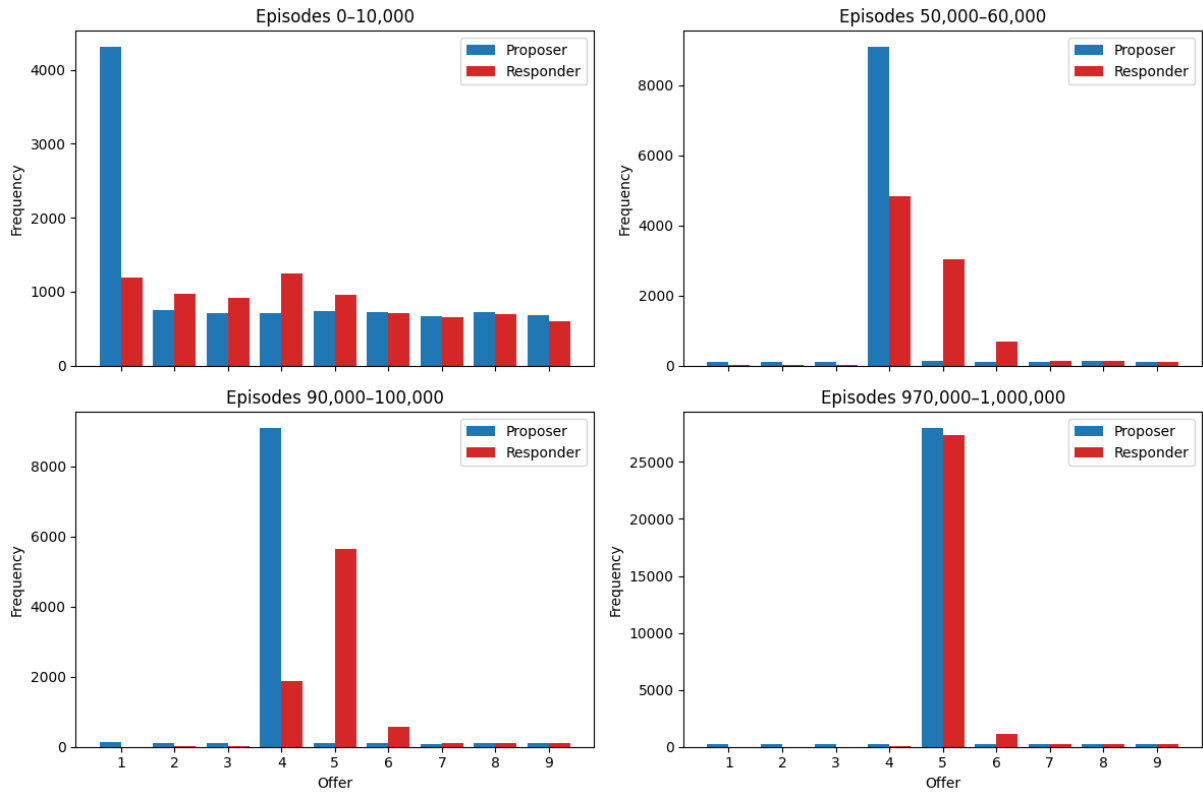 Episodes 0–10,000
Proposer
Responder
Frequency
4000
3000
2000
1000
0
Episodes 50,000–60,000
Proposer
Responder
Frequency
8000
6000
4000
2000
0
Episodes 90,000–100,000
Proposer
Responder
Frequency
8000
6000
4000
2000
0
1 2 3 4 5 6 7 8 9
Offer
Episodes 970,000–1,000,000
Proposer
Responder
Frequency
25000
20000
15000
10000
5000
0
1 2 3 4 5 6 7 8 9
Offer